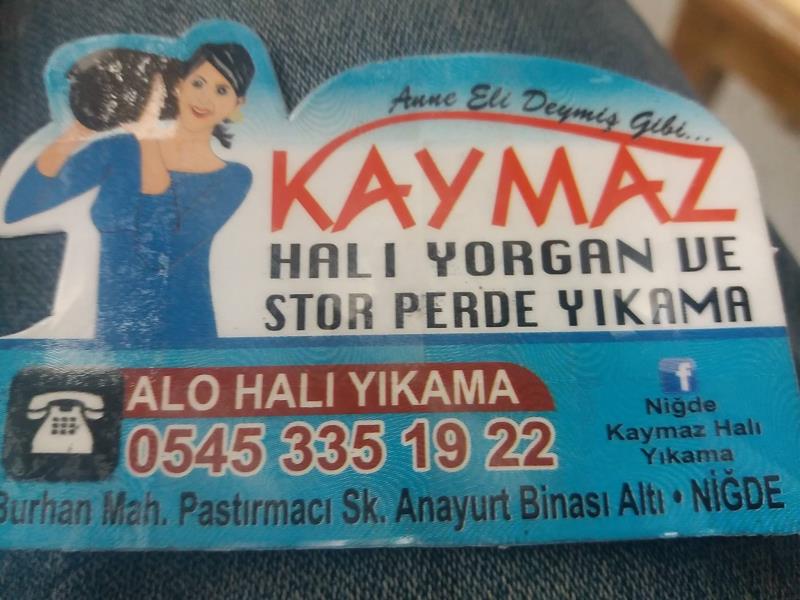 Anne Eli Deymiş Gibi...
KAYMAZ
HALI YORGAN VE
STOR PERDE YIKAMA
ALO HALI YIKAMA
0545 335 19 22
f
Niğde
Kaymaz Halı
Yıkama
Burhan Mah. Pastırmacı Sk. Anayurt Binası Altı • NİĞDE